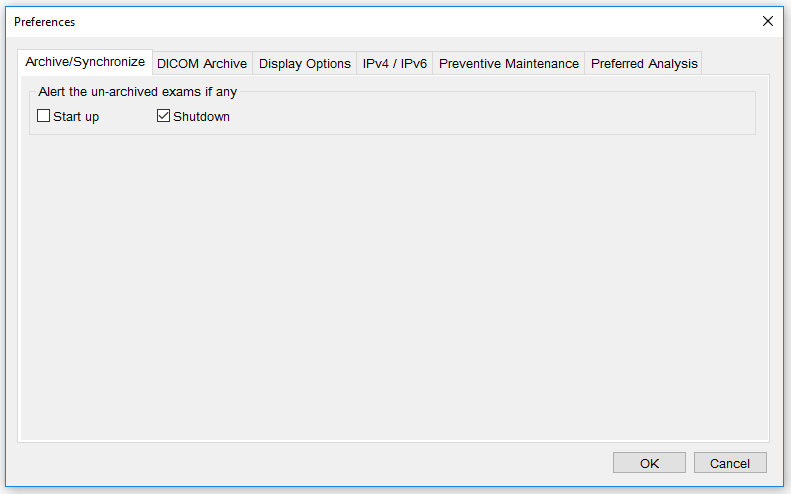 Preferences
Archive/Synchronize DICOM Archive Display Options IPv4 / IPv6 Preventive Maintenance Preferred Analysis
Alert the un-archived exams if any
Start up Shutdown
OK Cancel